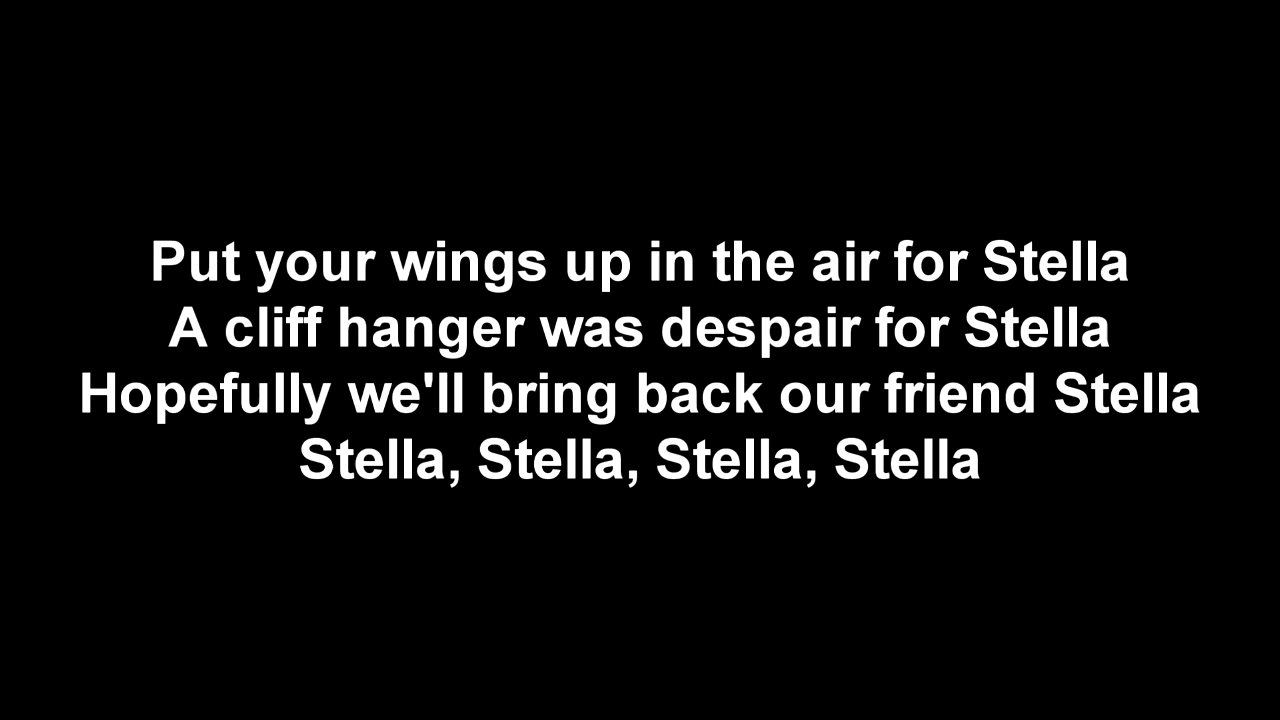 Put your wings up in the air for Stella
A cliff hanger was despair for Stella
Hopefully we'll bring back our friend Stella
Stella, Stella, Stella, Stella